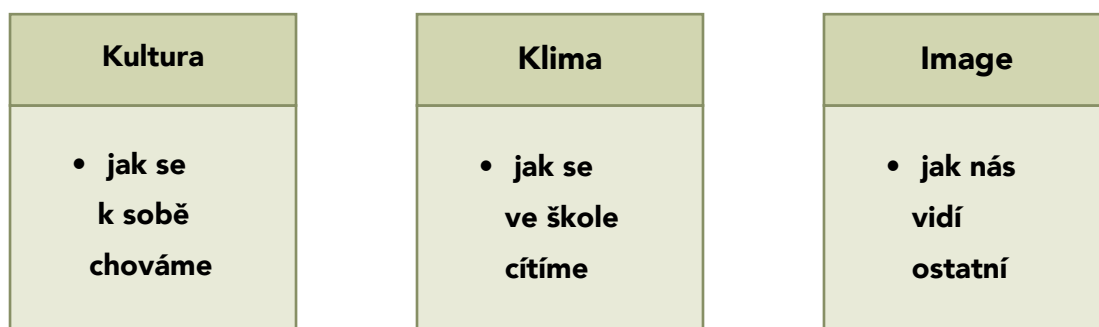 Kultura
• jak se
k sobě
chováme
Klima
• jak se
ve škole
cítíme
Image
• jak nás
vidí
ostatní